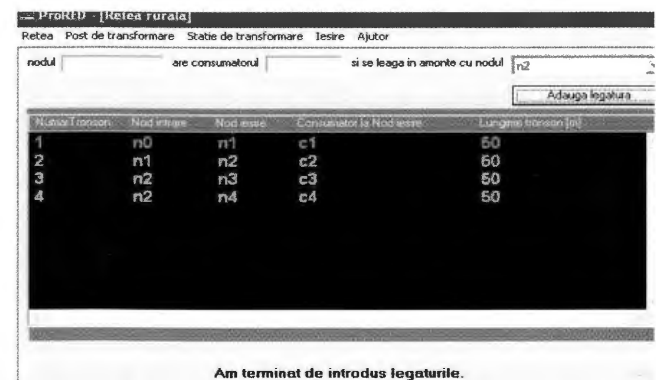 ProRED - [Retea rurala]
Retea Post de transformare Statie de transformare Iesire Ajutor
nodul are consumatorul si se leaga in amonte cu nodul n2
Adauga legatura
Numar Tronson Nod intrare Nod iesire Consumator la Nod iesire Lungime tronson [m]
1 n0 n1 c1 50
2 n1 n2 c2 50
3 n2 n3 c3 50
4 n2 n4 c4 50
Am terminat de introdus legaturile.